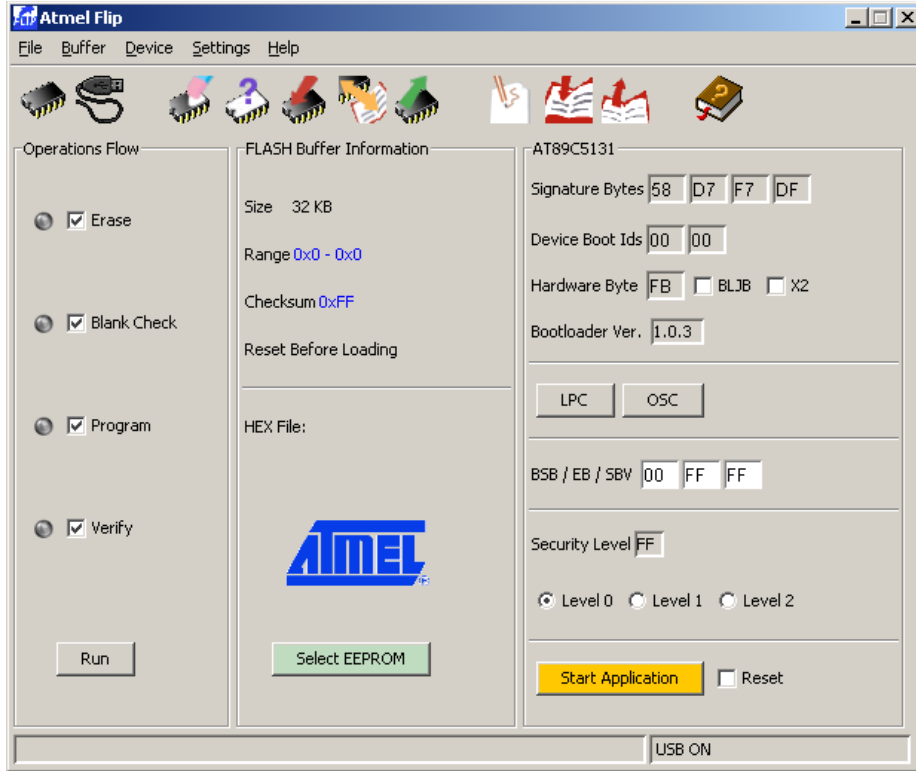 Atmel Flip
File Buffer Device Settings Help
Operations Flow
Erase
Blank Check
Program
Verify
Run
FLASH Buffer Information
Size 32 KB
Range 0x0 - 0x0
Checksum 0xFF
Reset Before Loading
HEX File:
ATMEL
Select EEPROM
AT89C5131
Signature Bytes 58 D7 F7 DF
Device Boot Ids 00 00
Hardware Byte FB BLJB X2
Bootloader Ver. 1.0.3
LPC OSC
BSB / EB / SBV 00 FF FF
Security Level FF
Level 0 Level 1 Level 2
Start Application Reset
USB ON